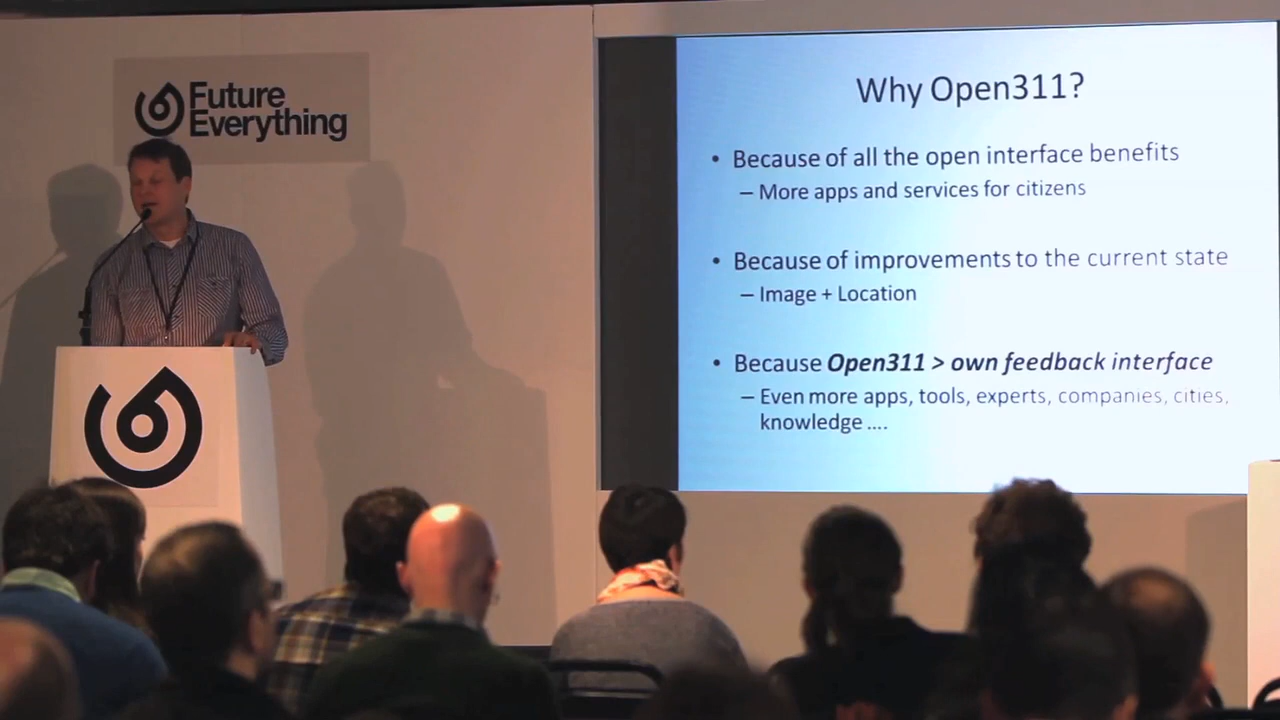 Future
Everything
Why Open311?
• Because of all the open interface benefits
– More apps and services for citizens
• Because of improvements to the current state
– Image + Location
• Because Open311 > own feedback interface
– Even more apps, tools, experts, companies, cities,
knowledge ....